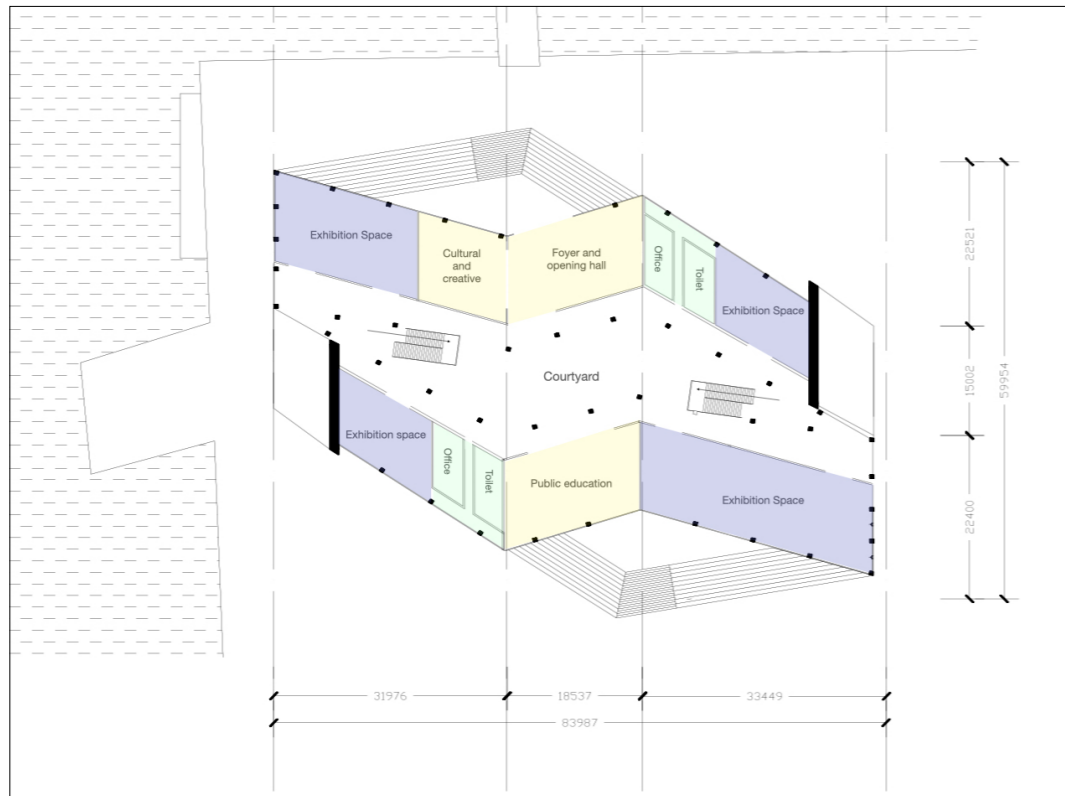 Exhibition Space
Cultural
and
creative
Foyer and
opening hall
Office
Toilet
Exhibition Space
Courtyard
Exhibition space
Office
Toilet
Public education
Exhibition Space
22521
15002
22400
59954
31976
18537
33449
83987